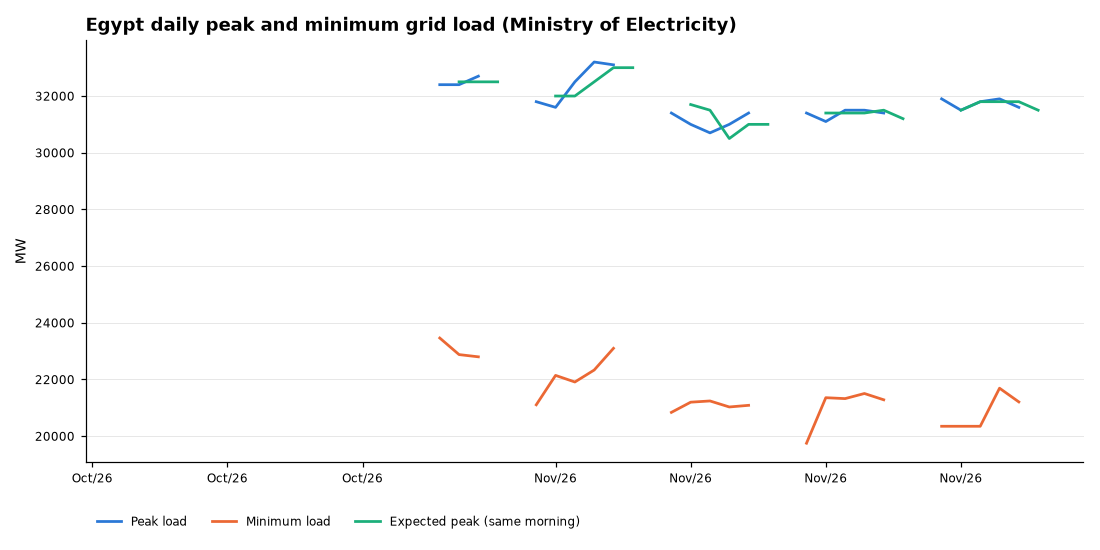 Egypt daily peak and minimum grid load (Ministry of Electricity)
MW
32000
30000
28000
26000
24000
22000
20000
Oct/26 Oct/26 Oct/26 Nov/26 Nov/26 Nov/26 Nov/26
Peak load Minimum load Expected peak (same morning)